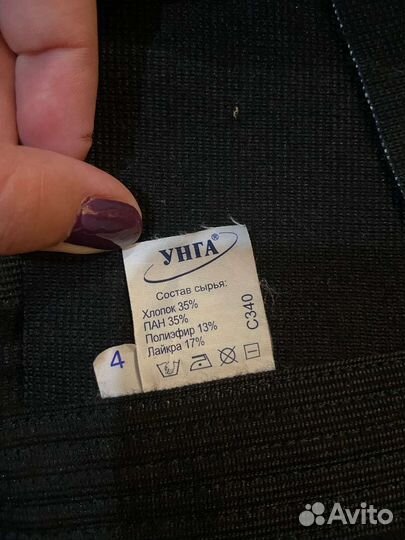 УНГА®
Состав сырья:
Хлопок 35%
ПАН 35%
Полиэфир 13%
Лайкра 17%
С340
4
Avito